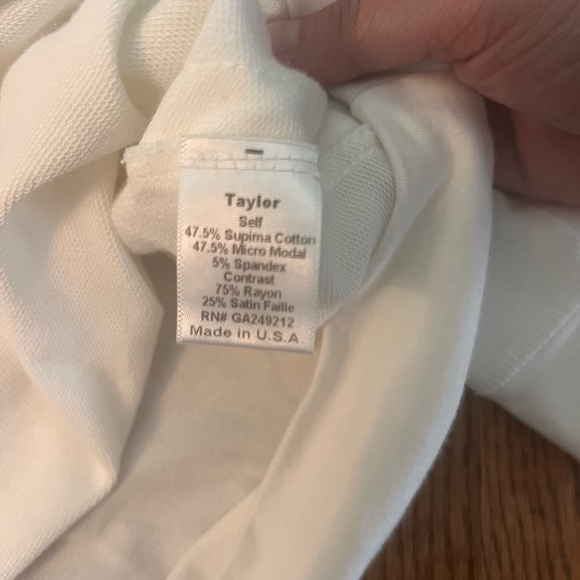 Taylor
Self
47.5% Supima Cotton
47.5% Micro Modal
5% Spandex
Contrast
75% Rayon
25% Satin Faille
RN# GA249212
Made in U.S.A.